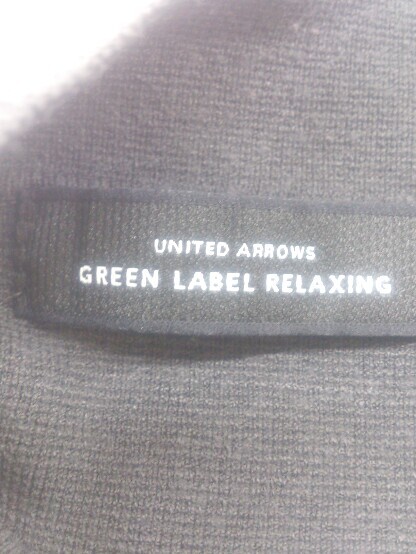 UNITED ARROWS
GREEN LABEL RELAXING